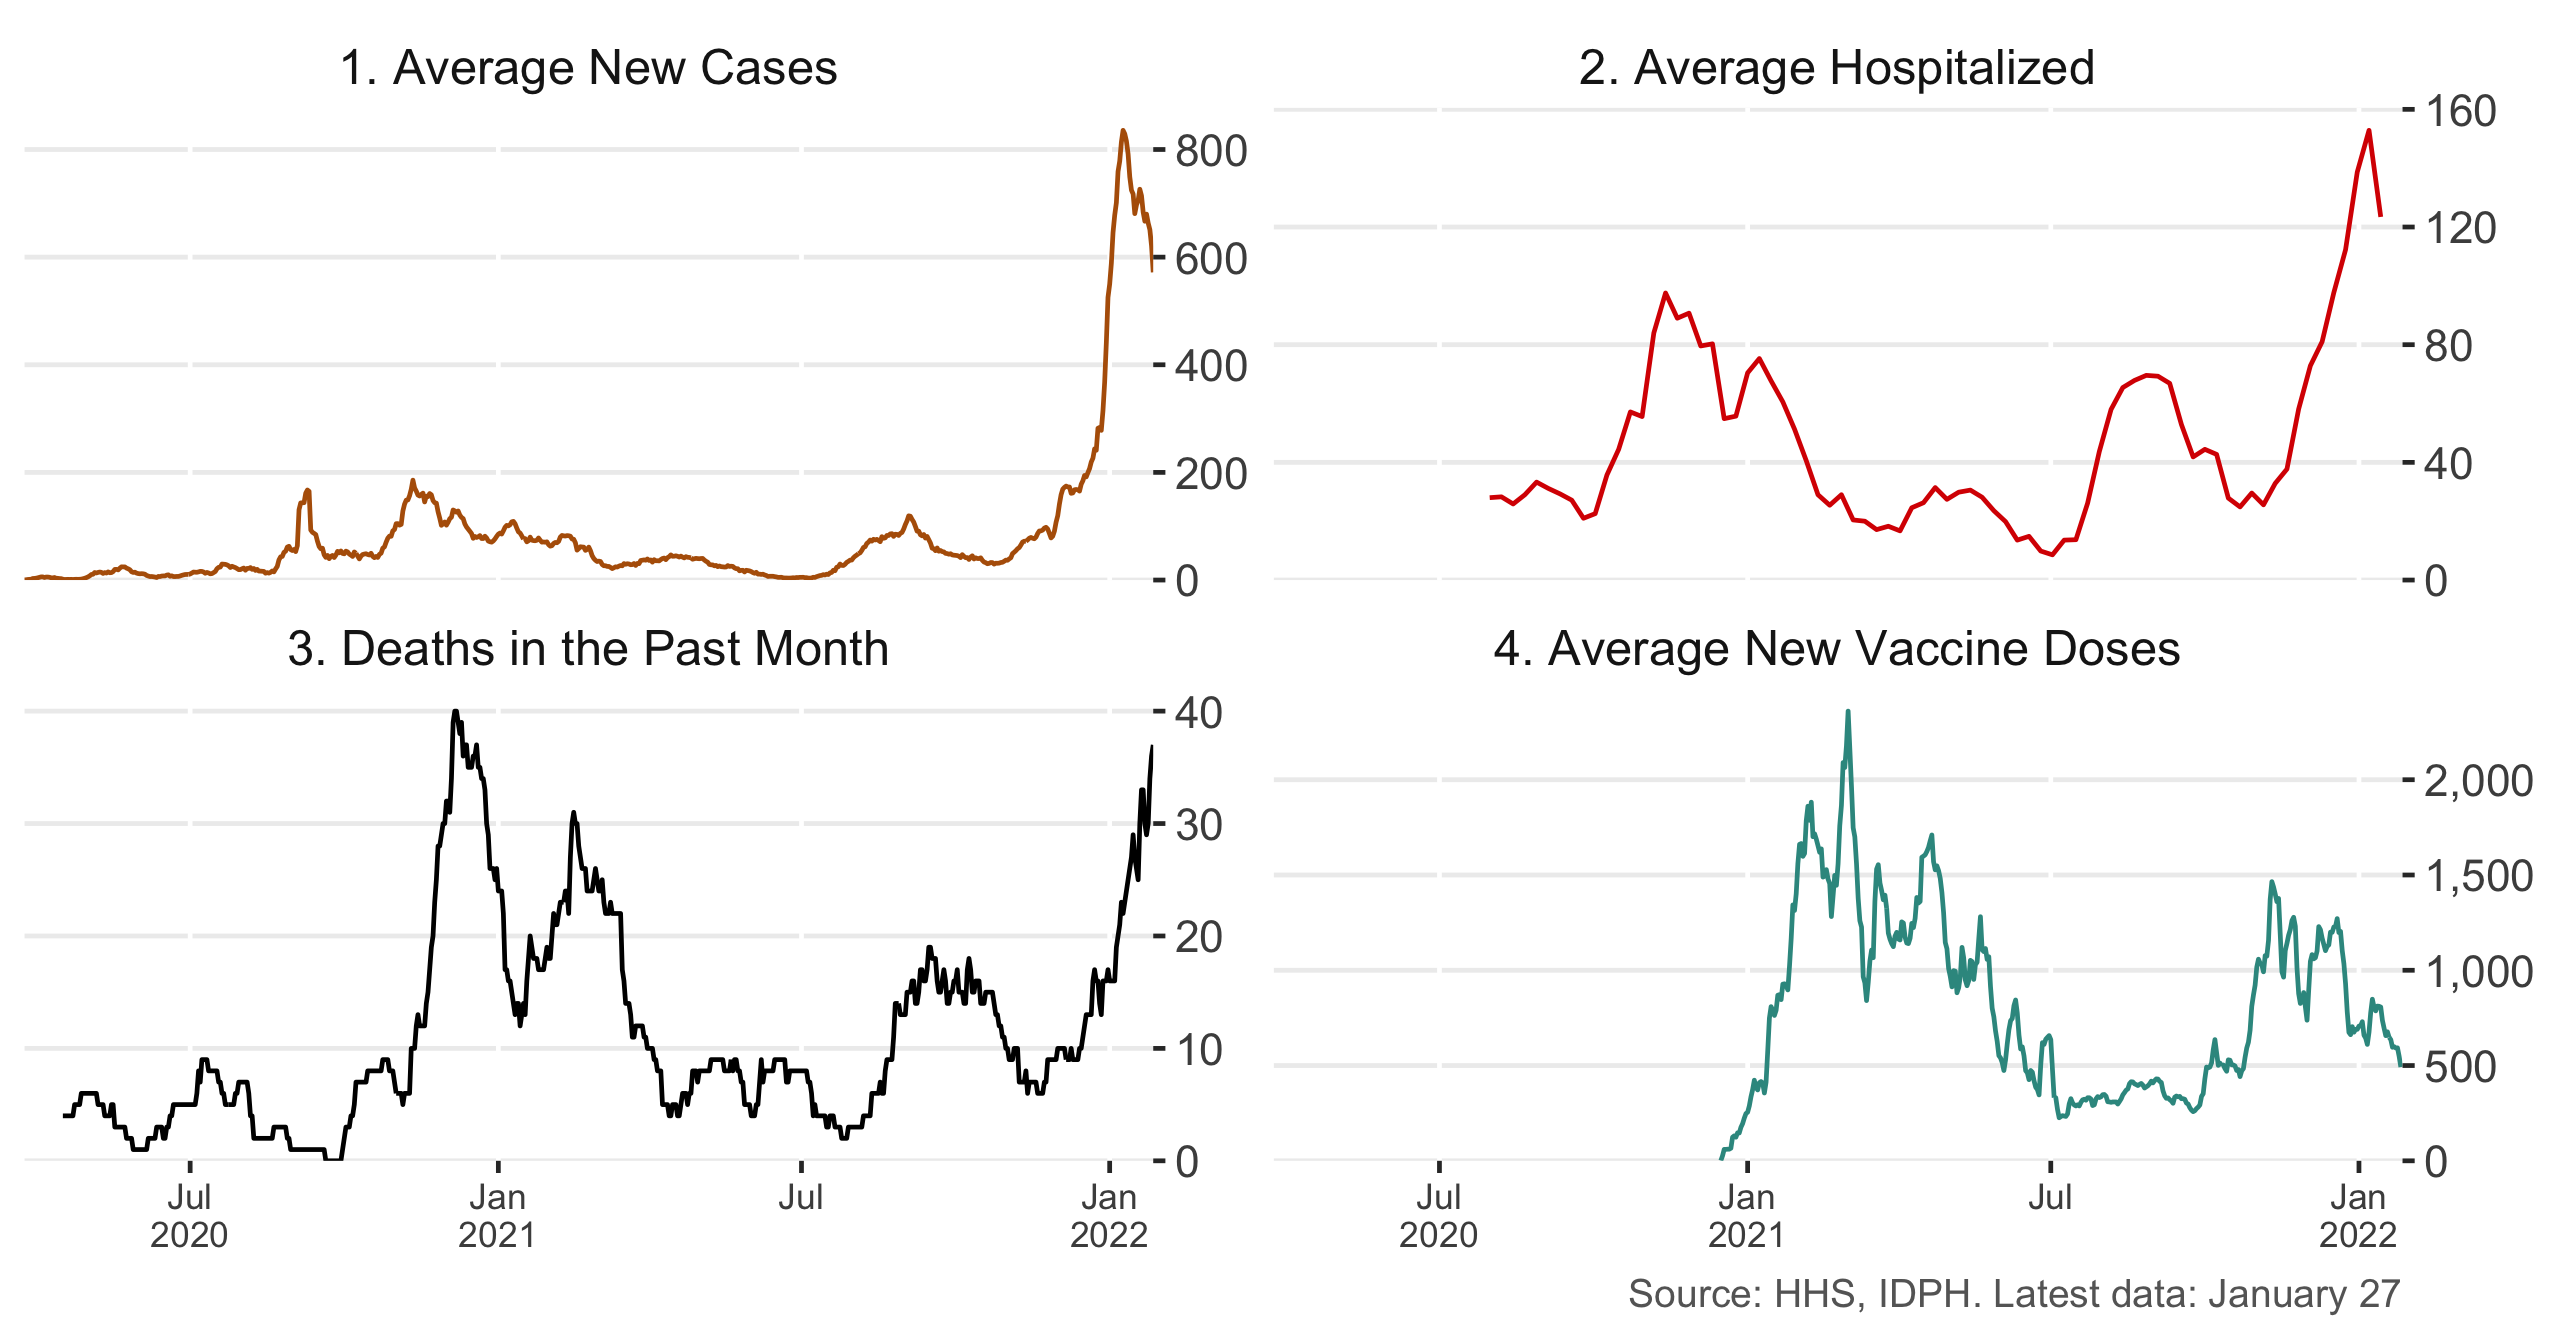 1. Average New Cases
800
600
400
200
0
2. Average Hospitalized
160
120
80
40
0
3. Deaths in the Past Month
40
30
20
10
0
Jul
2020
Jan
2021
Jul
Jan
2022
4. Average New Vaccine Doses
2,000
1,500
1,000
500
0
Jul
2020
Jan
2021
Jul
Jan
2022
Source: HHS, IDPH. Latest data: January 27